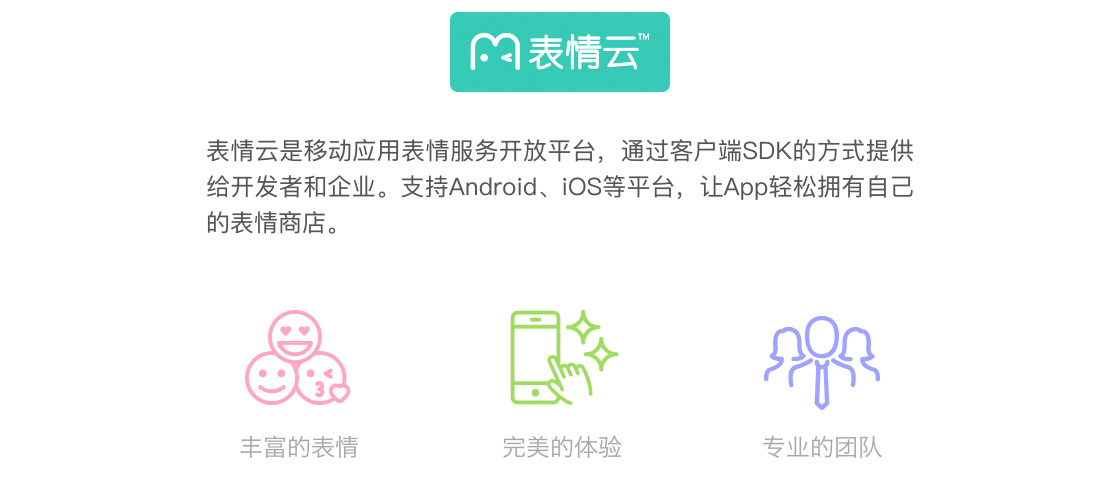 表情云™
表情云是移动应用表情服务开放平台，通过客户端SDK的方式提供
给开发者和企业。支持Android、iOS等平台，让App轻松拥有自己
的表情商店。
丰富的表情
完美的体验
专业的团队